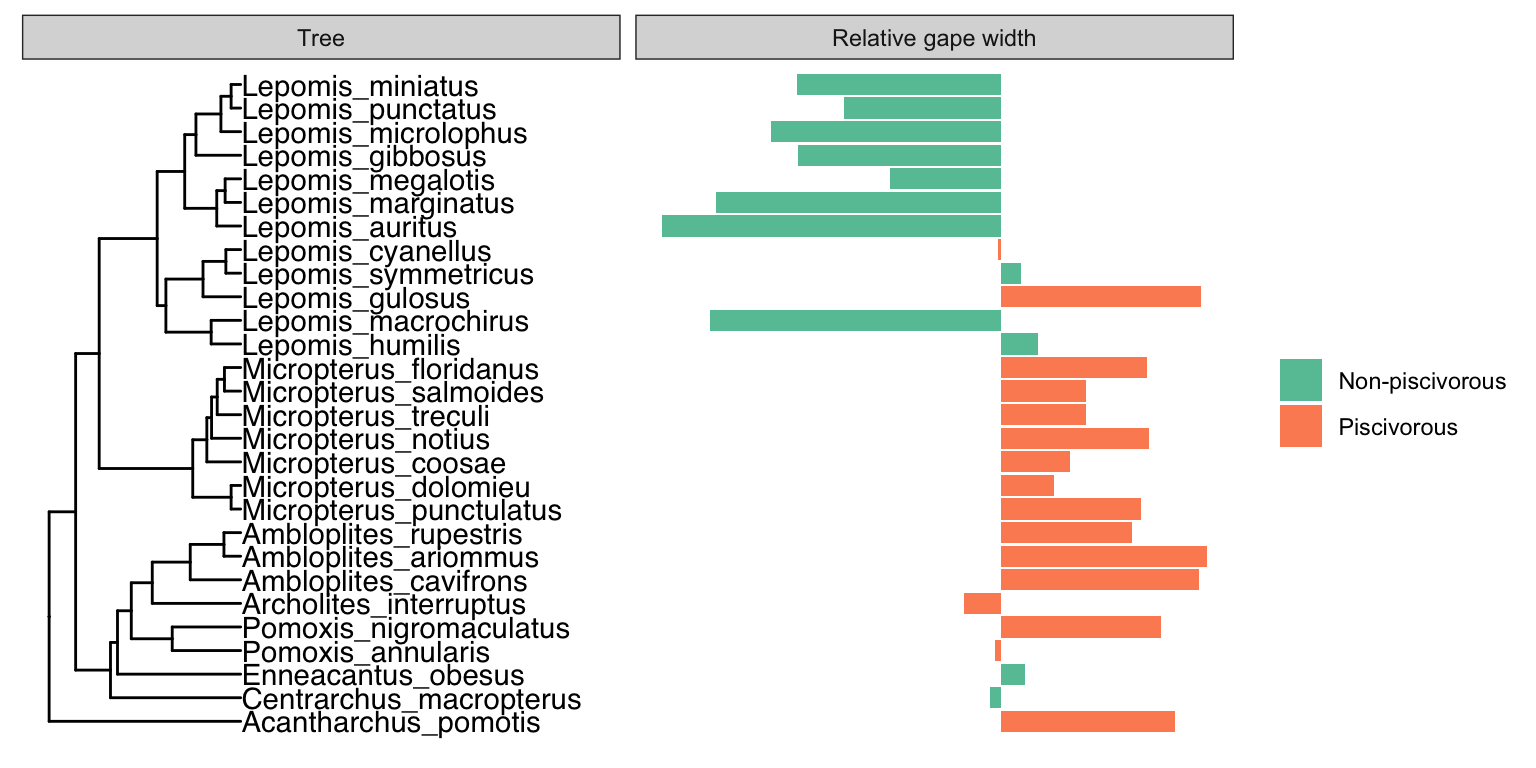 Tree
Relative gape width
Lepomis_miniatus
Lepomis_punctatus
Lepomis_microlophus
Lepomis_gibbosus
Lepomis_megalotis
Lepomis_marginatus
Lepomis_auritus
Lepomis_cyanellus
Lepomis_symmetricus
Lepomis_gulosus
Lepomis_macrochirus
Lepomis_humilis
Micropterus_floridanus
Micropterus_salmoides
Micropterus_treculi
Micropterus_notius
Micropterus_coosae
Micropterus_dolomieu
Micropterus_punctulatus
Ambloplites_rupestris
Ambloplites_ariommus
Ambloplites_cavifrons
Archolites_interruptus
Pomoxis_nigromaculatus
Pomoxis_annularis
Enneacantus_obesus
Centrarchus_macropterus
Acantharchus_pomotis
Non-piscivorous
Piscivorous